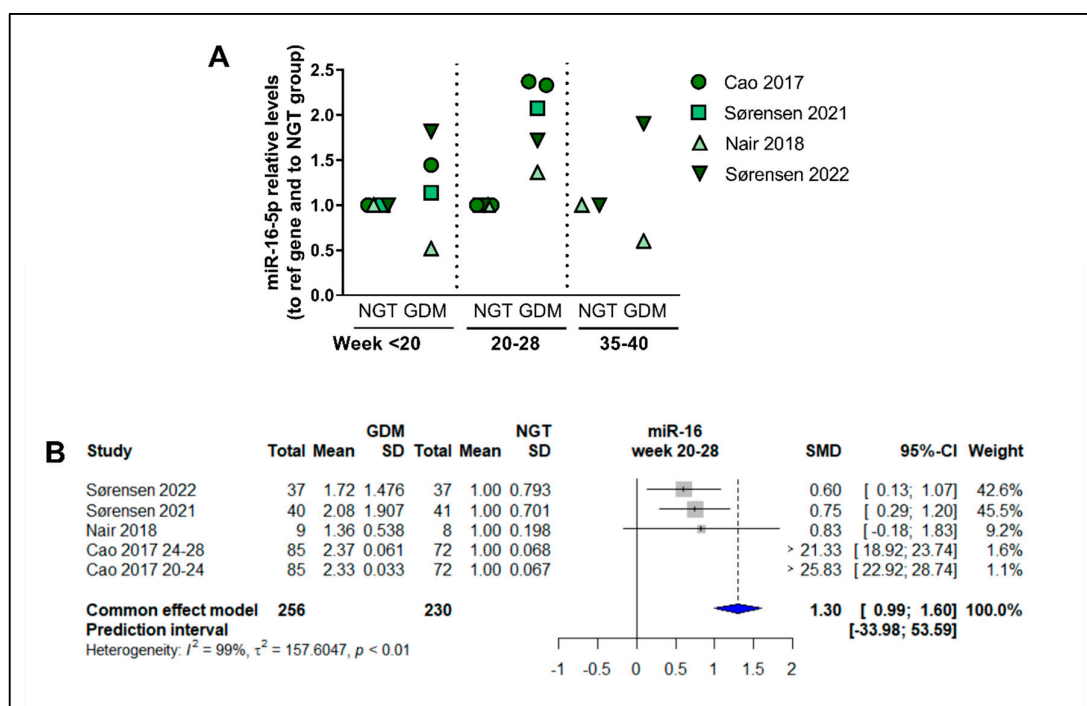 A
miR-16-5p relative levels
(to ref gene and to NGT group)
2.5
2.0
1.5
1.0
0.5
0.0
NGT GDM NGT GDM NGT GDM
Week <20 20-28 35-40
Cao 2017
Sørensen 2021
Nair 2018
Sørensen 2022
B
GDM NGT miR-16
Study Total Mean SD Total Mean SD week 20-28 SMD 95%-CI Weight
Sørensen 2022 37 1.72 1.476 37 1.00 0.793 0.60 [ 0.13; 1.07] 42.6%
Sørensen 2021 40 2.08 1.907 41 1.00 0.701 0.75 [ 0.29; 1.20] 45.5%
Nair 2018 9 1.36 0.538 8 1.00 0.198 0.83 [ -0.18; 1.83] 9.2%
Cao 2017 24-28 85 2.37 0.061 72 1.00 0.068 > 21.33 [ 18.92; 23.74] 1.6%
Cao 2017 20-24 85 2.33 0.033 72 1.00 0.067 > 25.83 [ 22.92; 28.74] 1.1%
Common effect model 256 230 1.30 [ 0.99; 1.60] 100.0%
Prediction interval [-33.98; 53.59]
Heterogeneity: I² = 99%, τ² = 157.6047, p < 0.01
-1 -0.5 0 0.5 1 1.5 2